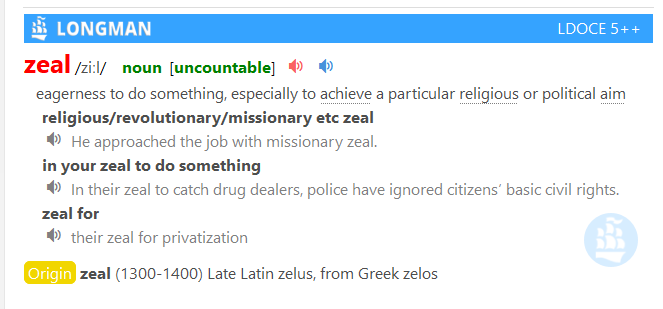 LONGMAN LDOCE 5++
zeal /ziːl/ noun [uncountable]
eagerness to do something, especially to achieve a particular religious or political aim
religious/revolutionary/missionary etc zeal
He approached the job with missionary zeal.
in your zeal to do something
In their zeal to catch drug dealers, police have ignored citizens’ basic civil rights.
zeal for
their zeal for privatization
Origin zeal (1300-1400) Late Latin zelus, from Greek zelos